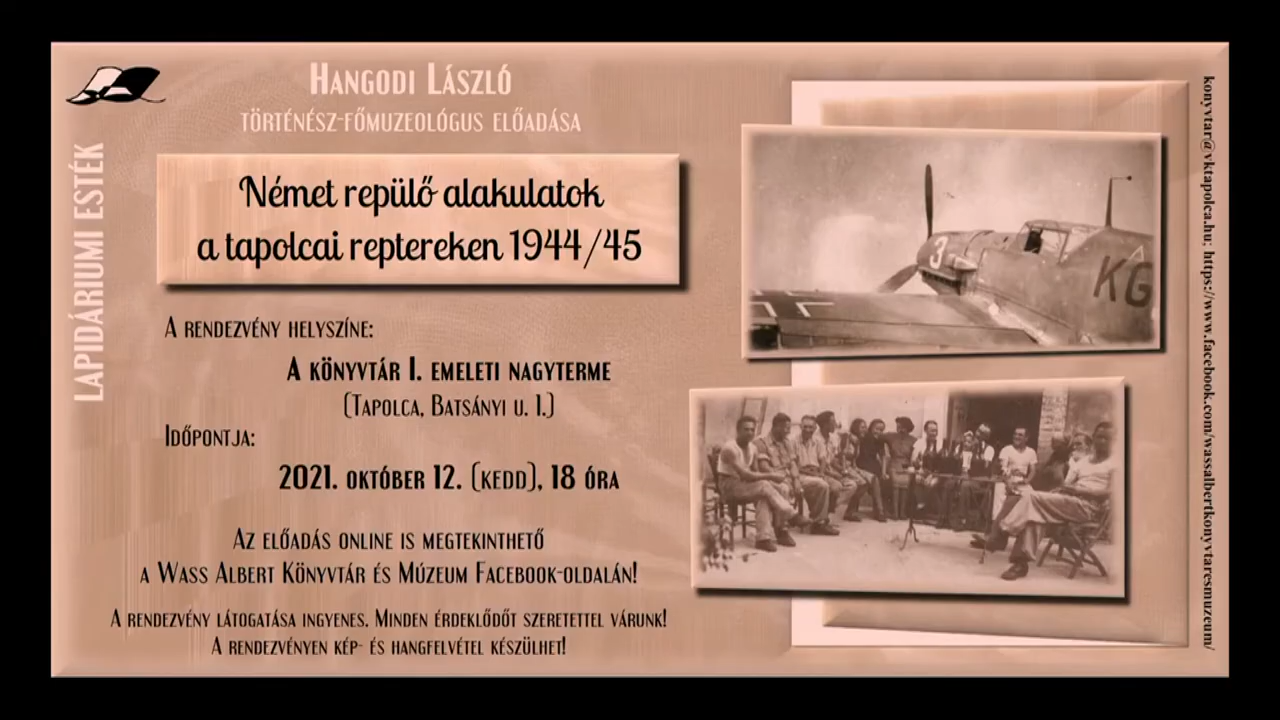 HANGODI LÁSZLÓ
TÖRTÉNÉSZ-FŐMUZEOLÓGUS ELŐADÁSA
LAPIDÁRIUMI ESTÉK
Német repülő alakulatok
a tapolcai reptereken 1944/45
A RENDEZVÉNY HELYSZÍNE:
A KÖNYVTÁR I. EMELETI NAGYTERME
(TAPOLCA, BATSÁNYI U. 1.)
IDŐPONTJA:
2021. OKTÓBER 12. (KEDD), 18 ÓRA
AZ ELŐADÁS ONLINE IS MEGTEKINTHETŐ
A WASS ALBERT KÖNYVTÁR ÉS MÚZEUM FACEBOOK-OLDALÁN!
A RENDEZVÉNY LÁTOGATÁSA INGYENES. MINDEN ÉRDEKLŐDŐT SZERETETTEL VÁRUNK!
A RENDEZVÉNYEN KÉP- ÉS HANGFELVÉTEL KÉSZÜLHET!
3
KG
konyvtar@vktapolca.hu; https://www.facebook.com/wassalbertkonyvtaresmuzeum/